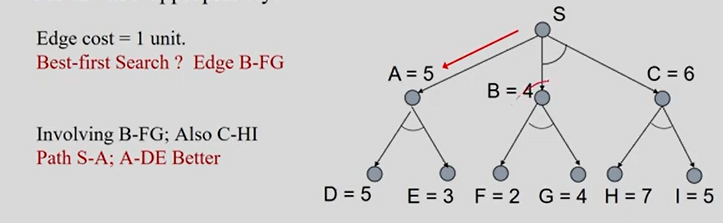 Edge cost = 1 unit.
Best-first Search ? Edge B-FG
Involving B-FG; Also C-HI
Path S-A; A-DE Better
S
A = 5
B = 4
C = 6
D = 5
E = 3
F = 2
G = 4
H = 7
I = 5